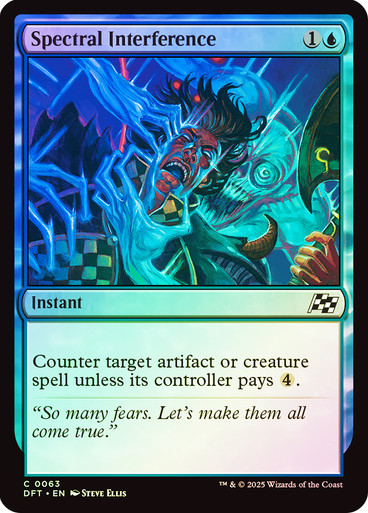 Spectral Interference 1
Instant
Counter target artifact or creature
spell unless its controller pays 4.
“So many fears. Let’s make them all
come true.”
C 0063
DFT • EN STEVE ELLIS
™ & © 2025 Wizards of the Coast